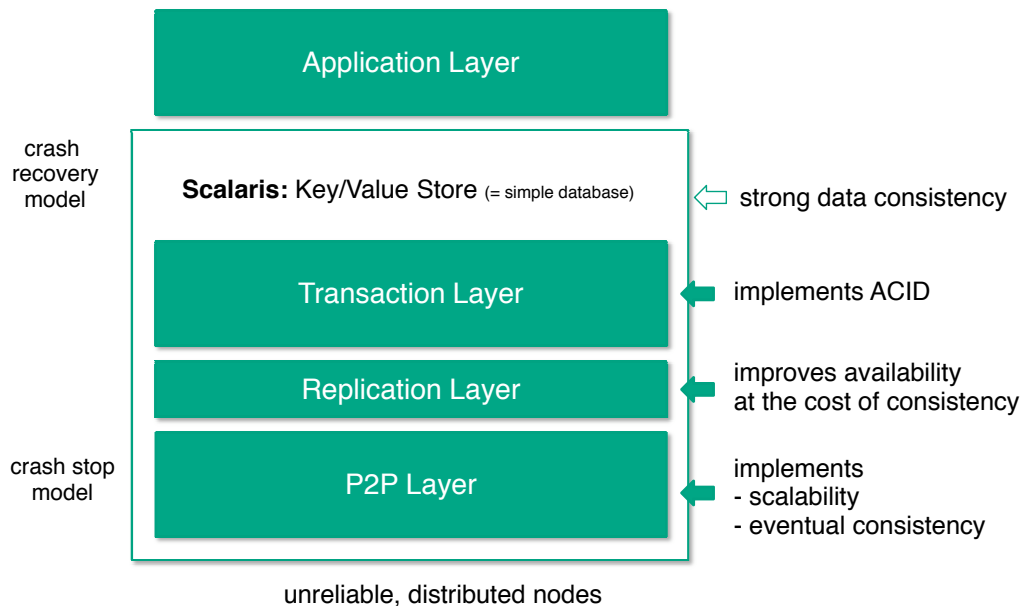 Application Layer
crash
recovery
model
Scalaris: Key/Value Store (= simple database)
strong data consistency
Transaction Layer
implements ACID
Replication Layer
improves availability
at the cost of consistency
crash stop
model
P2P Layer
implements
- scalability
- eventual consistency
unreliable, distributed nodes